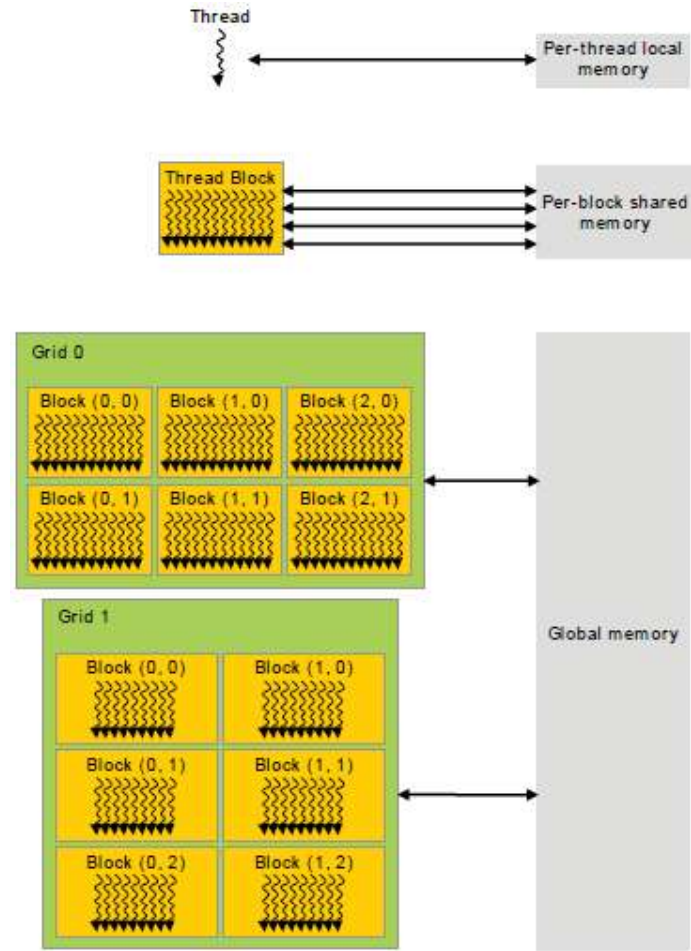 Thread
Per-thread local
memory
Thread Block
Per-block shared
memory
Grid 0
Block (0, 0)
Block (1, 0)
Block (2, 0)
Block (0, 1)
Block (1, 1)
Block (2, 1)
Grid 1
Block (0, 0)
Block (1, 0)
Block (0, 1)
Block (1, 1)
Block (0, 2)
Block (1, 2)
Global memory